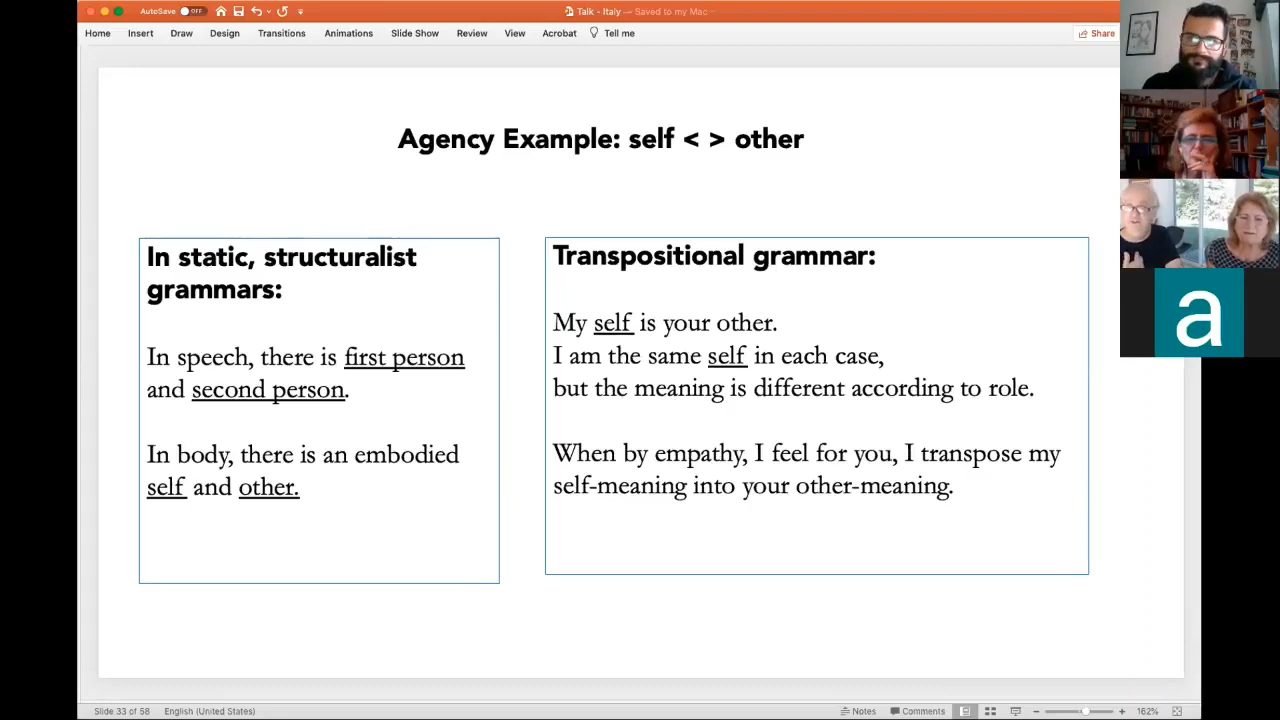 AutoSave OFF
Talk - Italy — Saved to my Mac
Home Insert Draw Design Transitions Animations Slide Show Review View Acrobat Tell me Share
Agency Example: self < > other
In static, structuralist
grammars:
In speech, there is first person
and second person.
In body, there is an embodied
self and other.
Transpositional grammar:
My self is your other.
I am the same self in each case,
but the meaning is different according to role.
When by empathy, I feel for you, I transpose my
self-meaning into your other-meaning.
a
Slide 33 of 58 English (United States) Notes Comments 162%